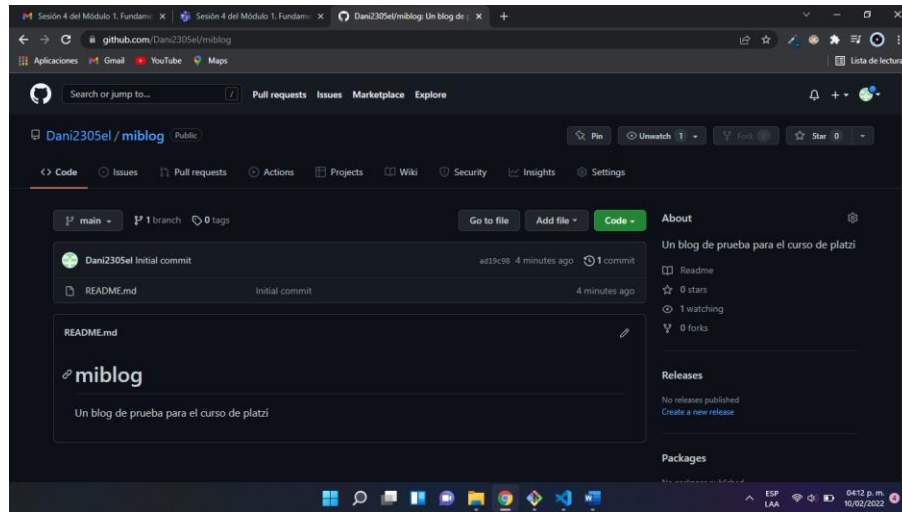 Sesión 4 del Módulo 1. Fundame
Sesión 4 del Módulo 1. Fundame
Dani2305el/miblog: Un blog de p
github.com/Dani2305el/miblog
Aplicaciones Gmail YouTube Maps Lista de lectura
Search or jump to... / Pull requests Issues Marketplace Explore
Dani2305el / miblog Public Pin Unwatch 1 Fork 0 Star 0
<> Code Issues Pull requests Actions Projects Wiki Security Insights Settings
main 1 branch 0 tags Go to file Add file Code
Dani2305el Initial commit ad19c98 4 minutes ago 1 commit
README.md Initial commit 4 minutes ago
README.md
miblog
Un blog de prueba para el curso de platzi
About
Un blog de prueba para el curso de platzi
Readme
0 stars
1 watching
0 forks
Releases
No releases published
Create a new release
Packages
ESP
LAA
04:12 p. m.
10/02/2022
4